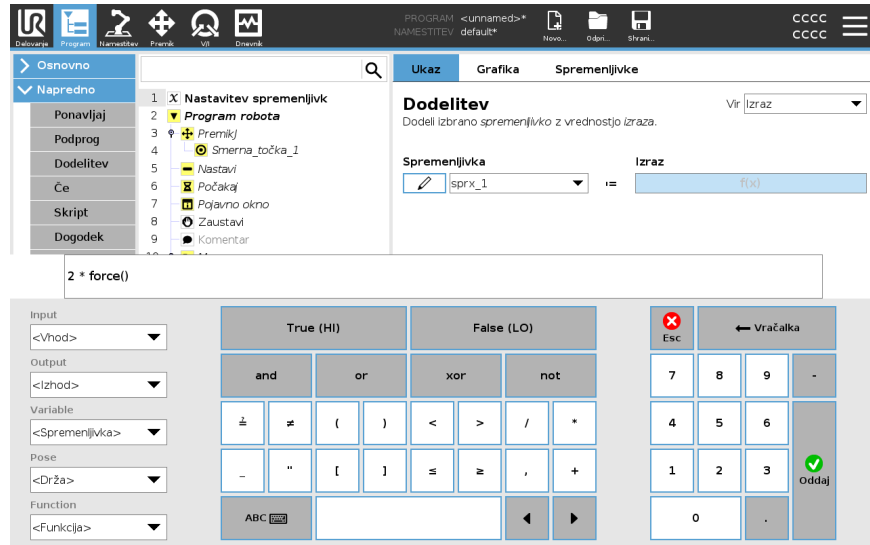 PROGRAM <unnamed>*
NAMESTITEV default*
Delovanje Program Namestitev Premik V/I Dnevnik Novo... Odpri... Shrani...
CCCC
CCCC
Osnovno
Napredno
Ponavljaj
Podprog
Dodelitev
Če
Skript
Dogodek
1 X Nastavitev spremenljivk
2 Program robota
3 PremikJ
4 Smerna_točka_1
5 Nastavi
6 Počakaj
7 Pojavno okno
8 Zaustavi
9 Komentar
Ukaz Grafika Spremenljivke
Dodelitev
Vir Izraz
Dodeli izbrano spremenljivko z vrednostjo izraza.
Spremenljivka Izraz
sprx_1 := f(x)
2 * force()
Input
<Vhod>
Output
<Izhod>
Variable
<Spremenljivka>
Pose
<Drža>
Function
<Funkcija>
True (HI) False (LO)
and or xor not
≟ ≠ ( ) < > / *
_ " [ ] ≤ ≥ , +
ABC
Esc Vračalka
7 8 9 -
4 5 6
1 2 3
Oddaj
0 .